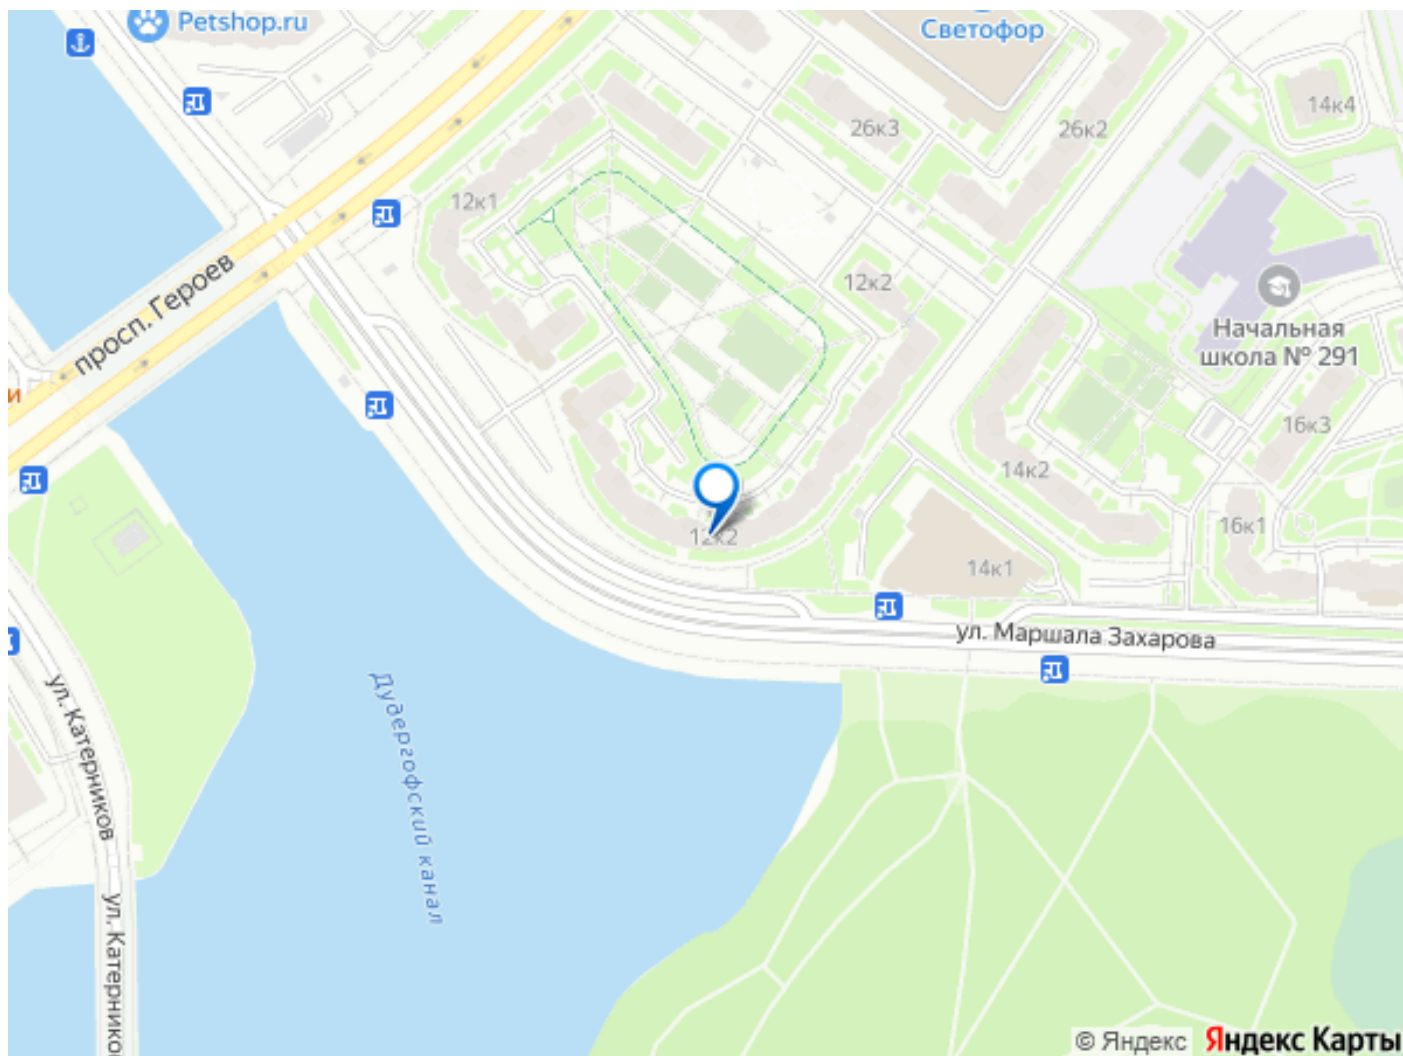 Petshop.ru
Светофор
14к4
26к3
26к2
12к1
просп. Героев
12к2
Начальная
школа № 291
и
16к3
14к2
16к1
12к2
14к1
ул. Маршала Захарова
ул. Катерников
Дудергофский канал
ул. Катерников
© Яндекс
Яндекс Карты